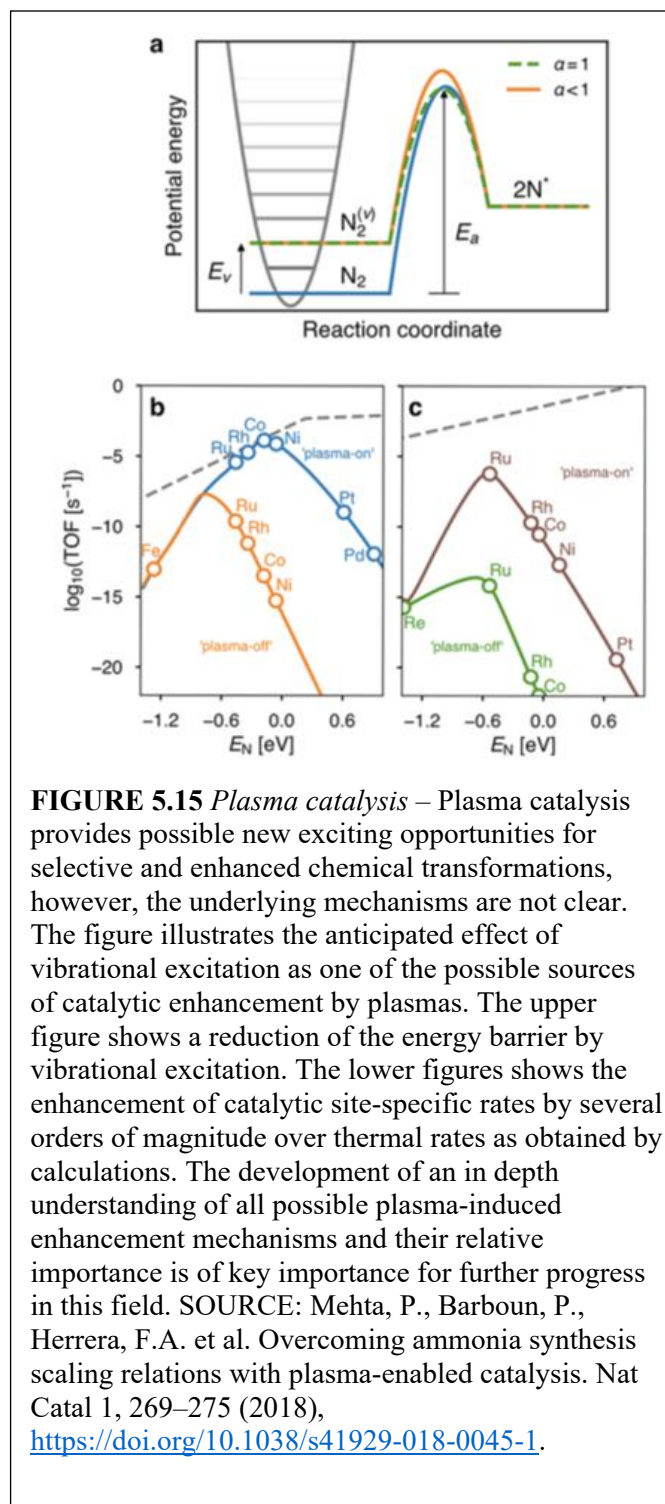 a
α=1
α<1
Potential energy
N₂⁽ᵛ⁾
2N*
Eₐ
Eᵥ
N₂
Reaction coordinate
0
b
c
Co
Rh
Ni
Ru
'plasma-on'
Ru
'plasma-on'
−5
log₁₀(TOF [s⁻¹])
Ru
Rh
Pt
Rh
Co
−10
Fe
Co
Pd
Ni
Ni
Ru
−15
Re
'plasma-off'
'plasma-off'
Pt
Rh
−20
Co
−1.2 −0.6 0.0 0.6
−1.2 −0.6 0.0 0.6
E_N [eV]
E_N [eV]
FIGURE 5.15 Plasma catalysis – Plasma catalysis
provides possible new exciting opportunities for
selective and enhanced chemical transformations,
however, the underlying mechanisms are not clear.
The figure illustrates the anticipated effect of
vibrational excitation as one of the possible sources
of catalytic enhancement by plasmas. The upper
figure shows a reduction of the energy barrier by
vibrational excitation. The lower figures shows the
enhancement of catalytic site-specific rates by several
orders of magnitude over thermal rates as obtained by
calculations. The development of an in depth
understanding of all possible plasma-induced
enhancement mechanisms and their relative
importance is of key importance for further progress
in this field. SOURCE: Mehta, P., Barboun, P.,
Herrera, F.A. et al. Overcoming ammonia synthesis
scaling relations with plasma-enabled catalysis. Nat
Catal 1, 269–275 (2018),
https://doi.org/10.1038/s41929-018-0045-1.